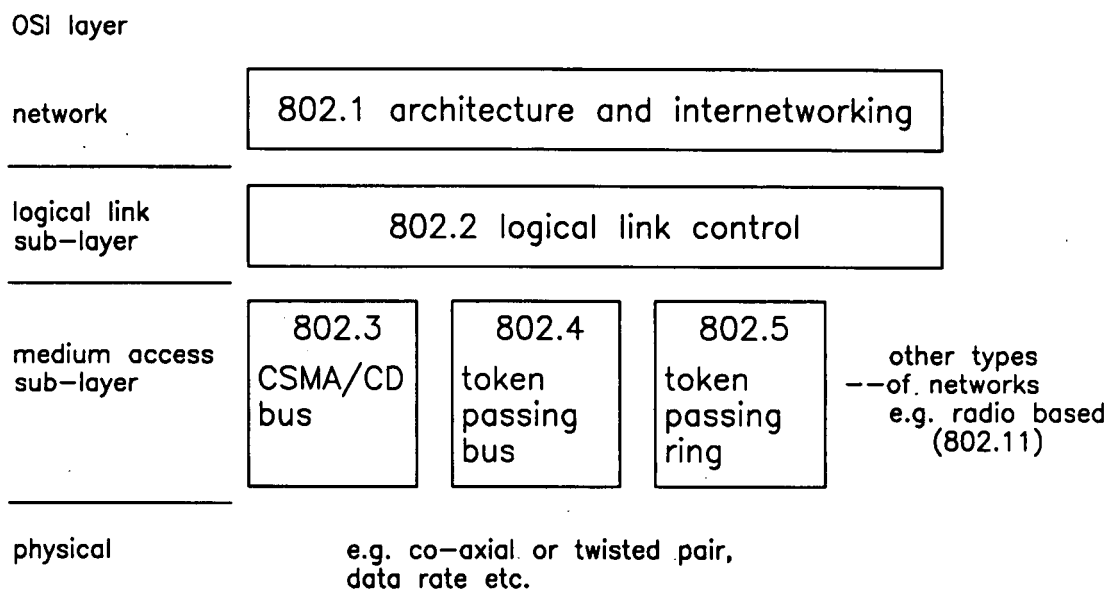 OSI layer
network
802.1 architecture and internetworking
logical link
sub-layer
802.2 logical link control
medium access
sub-layer
802.3
CSMA/CD
bus
802.4
token
passing
bus
802.5
token
passing
ring
other types
--of networks
e.g. radio based
(802.11)
physical
e.g. co-axial or twisted pair,
data rate etc.